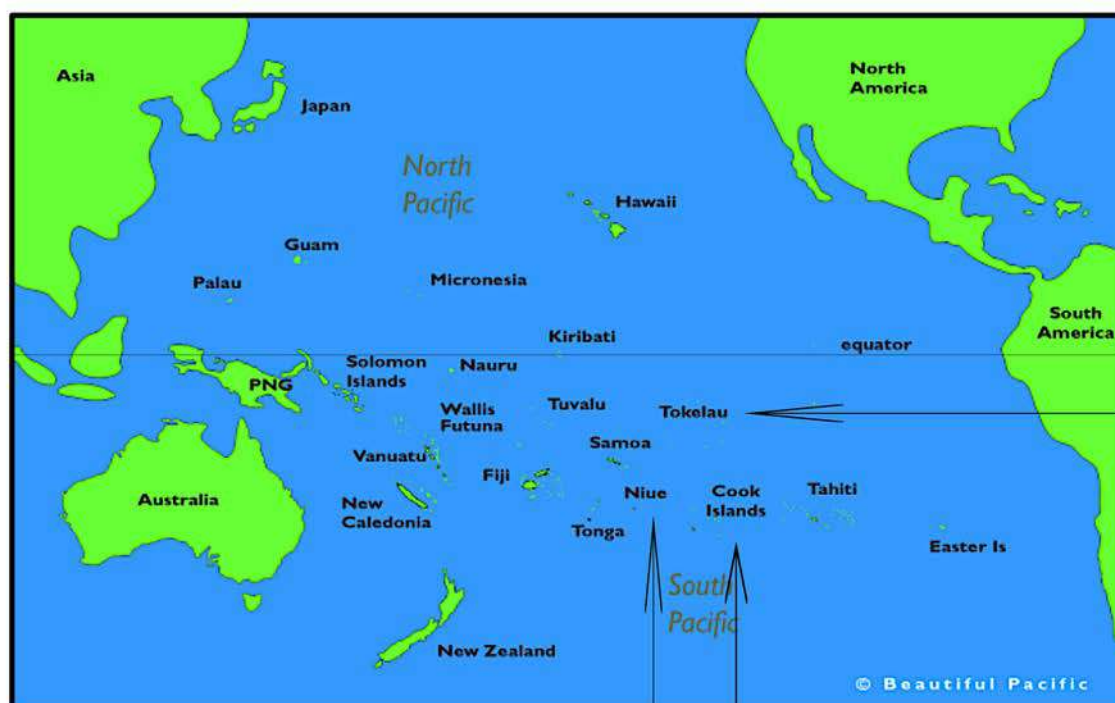 Asia
North
America
Japan
North
Pacific
Hawaii
Guam
Palau
Micronesia
South
America
Kiribati
equator
Solomon
Islands
Nauru
PNG
Wallis
Futuna
Tuvalu
Tokelau
Samoa
Vanuatu
Fiji
Australia
New
Caledonia
Niue
Cook
Islands
Tahiti
Tonga
Easter Is
South
Pacific
New Zealand
© Beautiful Pacific